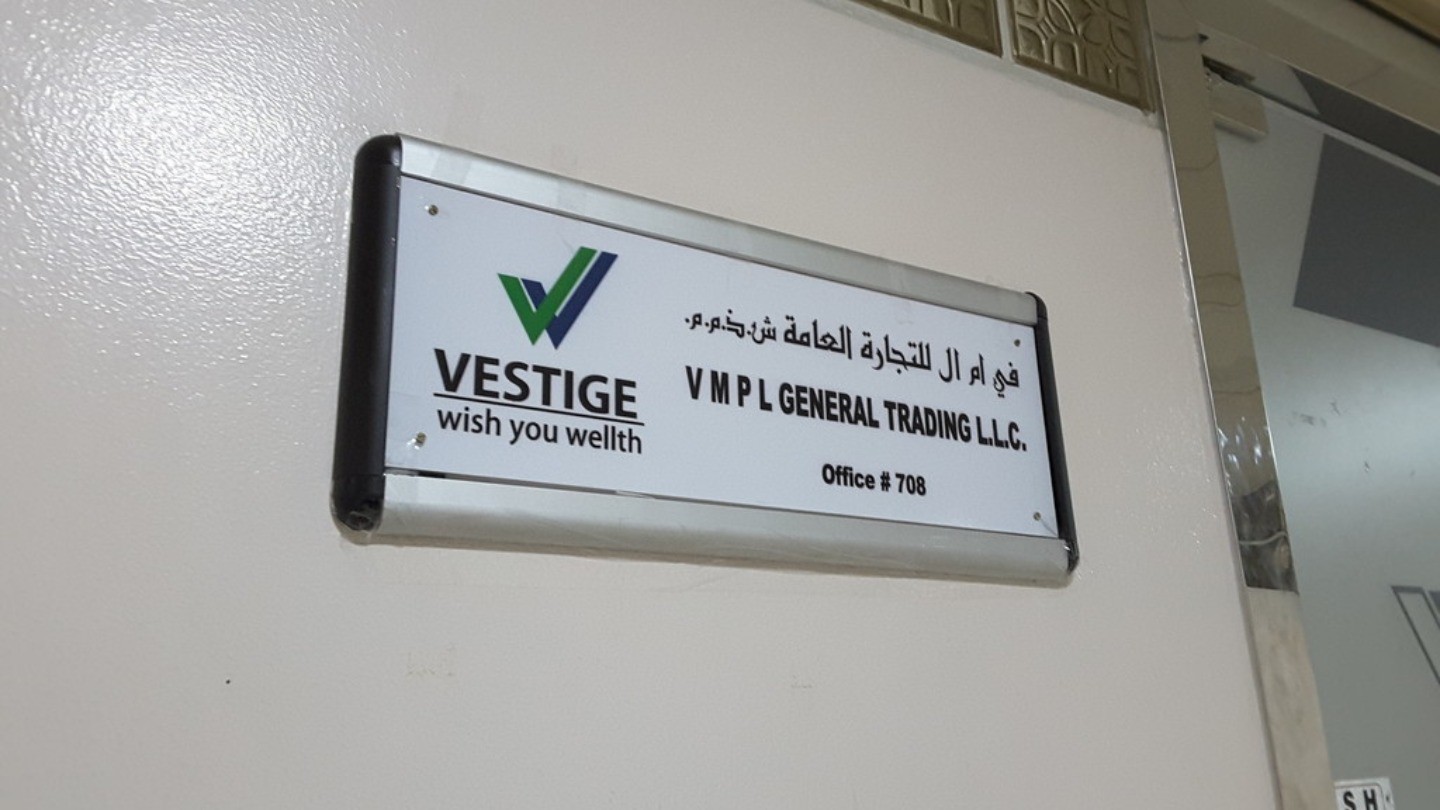 VESTIGE
wish you wellth
في ام ال للتجارة العامة ش.ذ.م.م.
V M P L GENERAL TRADING L.L.C.
Office # 708
S H